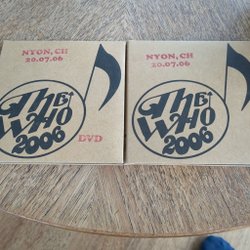 NYON, CH
20.07.06
THE
WHO
2006
DVD
NYON, CH
20.07.06
THE
WHO
2006